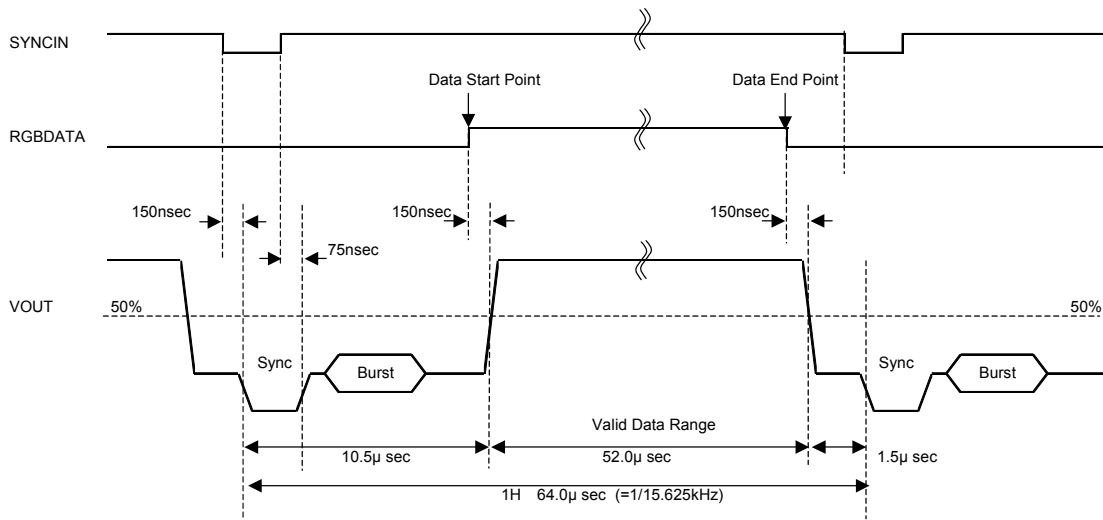 SYNCIN
Data Start Point
Data End Point
RGBDATA
150nsec
150nsec
150nsec
75nsec
VOUT
50%
50%
Sync
Burst
Sync
Burst
Valid Data Range
10.5µ sec
52.0µ sec
1.5µ sec
1H 64.0µ sec (=1/15.625kHz)